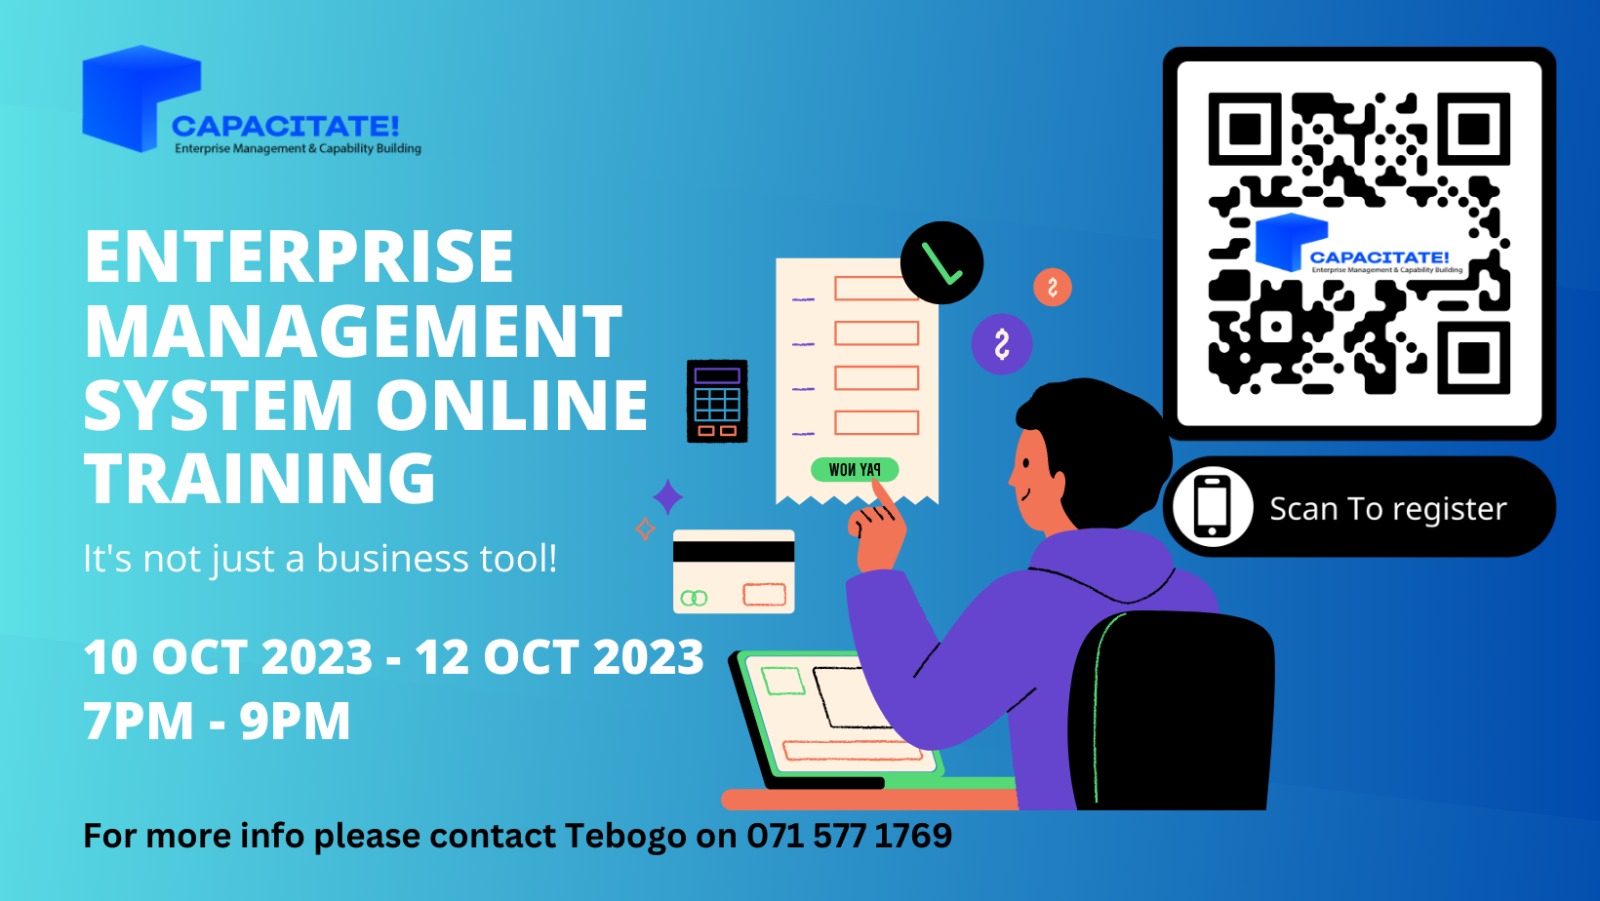 CAPACITATE!
Enterprise Management & Capability Building
ENTERPRISE
MANAGEMENT
SYSTEM ONLINE
TRAINING
It's not just a business tool!
10 OCT 2023 - 12 OCT 2023
7PM - 9PM
For more info please contact Tebogo on 071 577 1769
PAY NOW
$
$
CAPACITATE!
Enterprise Management & Capability Building
Scan To register